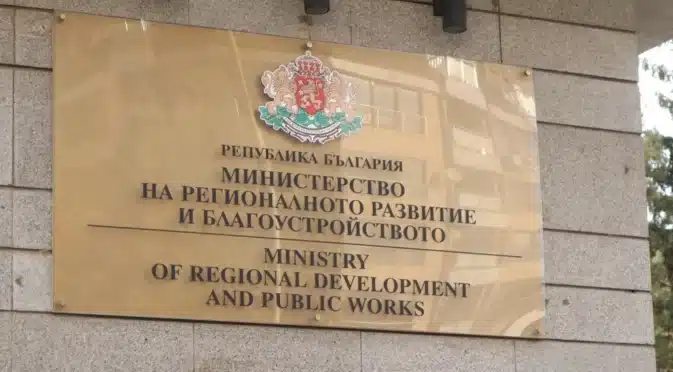 РЕПУБЛИКА БЪЛГАРИЯ
МИНИСТЕРСТВО
НА РЕГИОНАЛНОТО РАЗВИТИЕ
И БЛАГОУСТРОЙСТВОТО
MINISTRY
OF REGIONAL DEVELOPMENT
AND PUBLIC WORKS